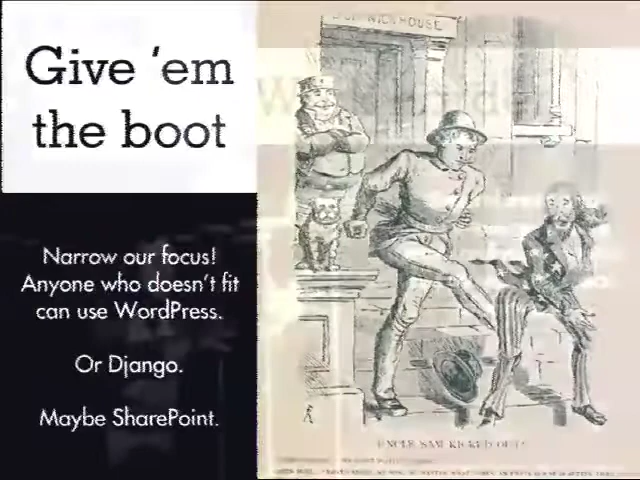 Give 'em
the boot
Narrow our focus!
Anyone who doesn't fit
can use WordPress.
Or Django.
Maybe SharePoint.
UNCLE SAM KICKED OUT!